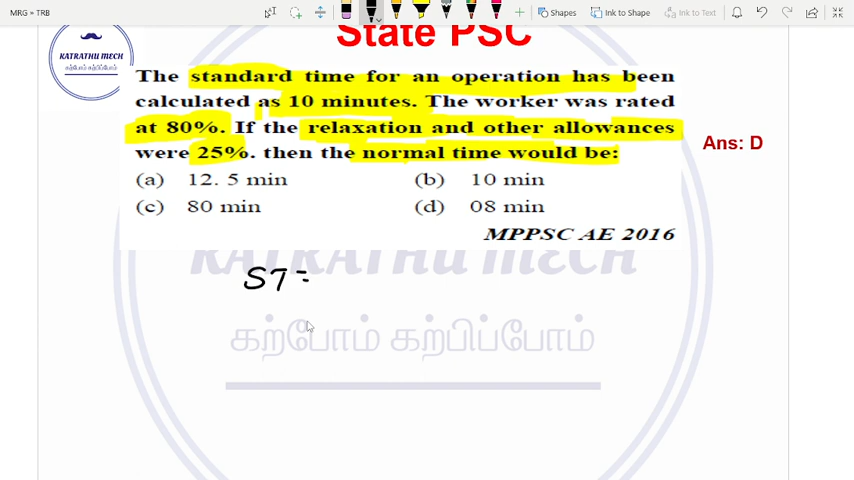 MRG » TRB
Shapes
Ink to Shape
Ink to Text
State PSC
KATRATHU MECH
கற்போம் கற்பிப்போம்
The standard time for an operation has been
calculated as 10 minutes. The worker was rated
at 80%. If the relaxation and other allowances
were 25%. then the normal time would be:
Ans: D
(a) 12. 5 min
(b) 10 min
(c) 80 min
(d) 08 min
MPPSC AE 2016
KATRATHU MECH
ST =
கற்போம் கற்பிப்போம்